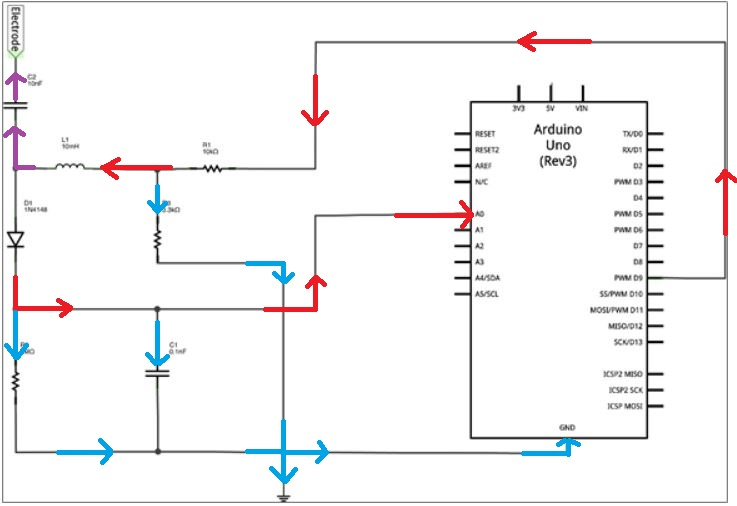 Electrode
C2
10nF
L1
10mH
R1
10kΩ
3.3kΩ
D1
1N4148
C1
0.1nF
MΩ
3V3
5V
VIN
Arduino
Uno
(Rev3)
RESET
RESET2
AREF
N/C
A0
A1
A2
A3
A4/SDA
A5/SCL
TX/D0
RX/D1
D2
PWM D3
D4
PWM D5
PWM D6
D7
D8
PWM D9
SS/PWM D10
MOSI/PWM D11
MISO/D12
SCK/D13
ICSP2 MISO
ICSP2 SCK
ICSP MOSI
GND